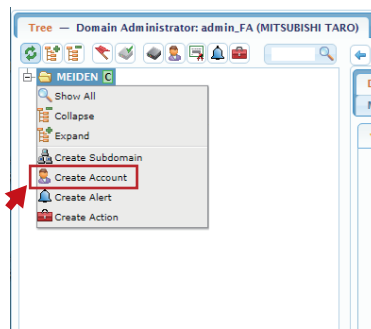 Tree — Domain Administrator: admin_FA (MITSUBISHI TARO)
MEIDEN C
Show All
Collapse
Expand
Create Subdomain
Create Account
Create Alert
Create Action